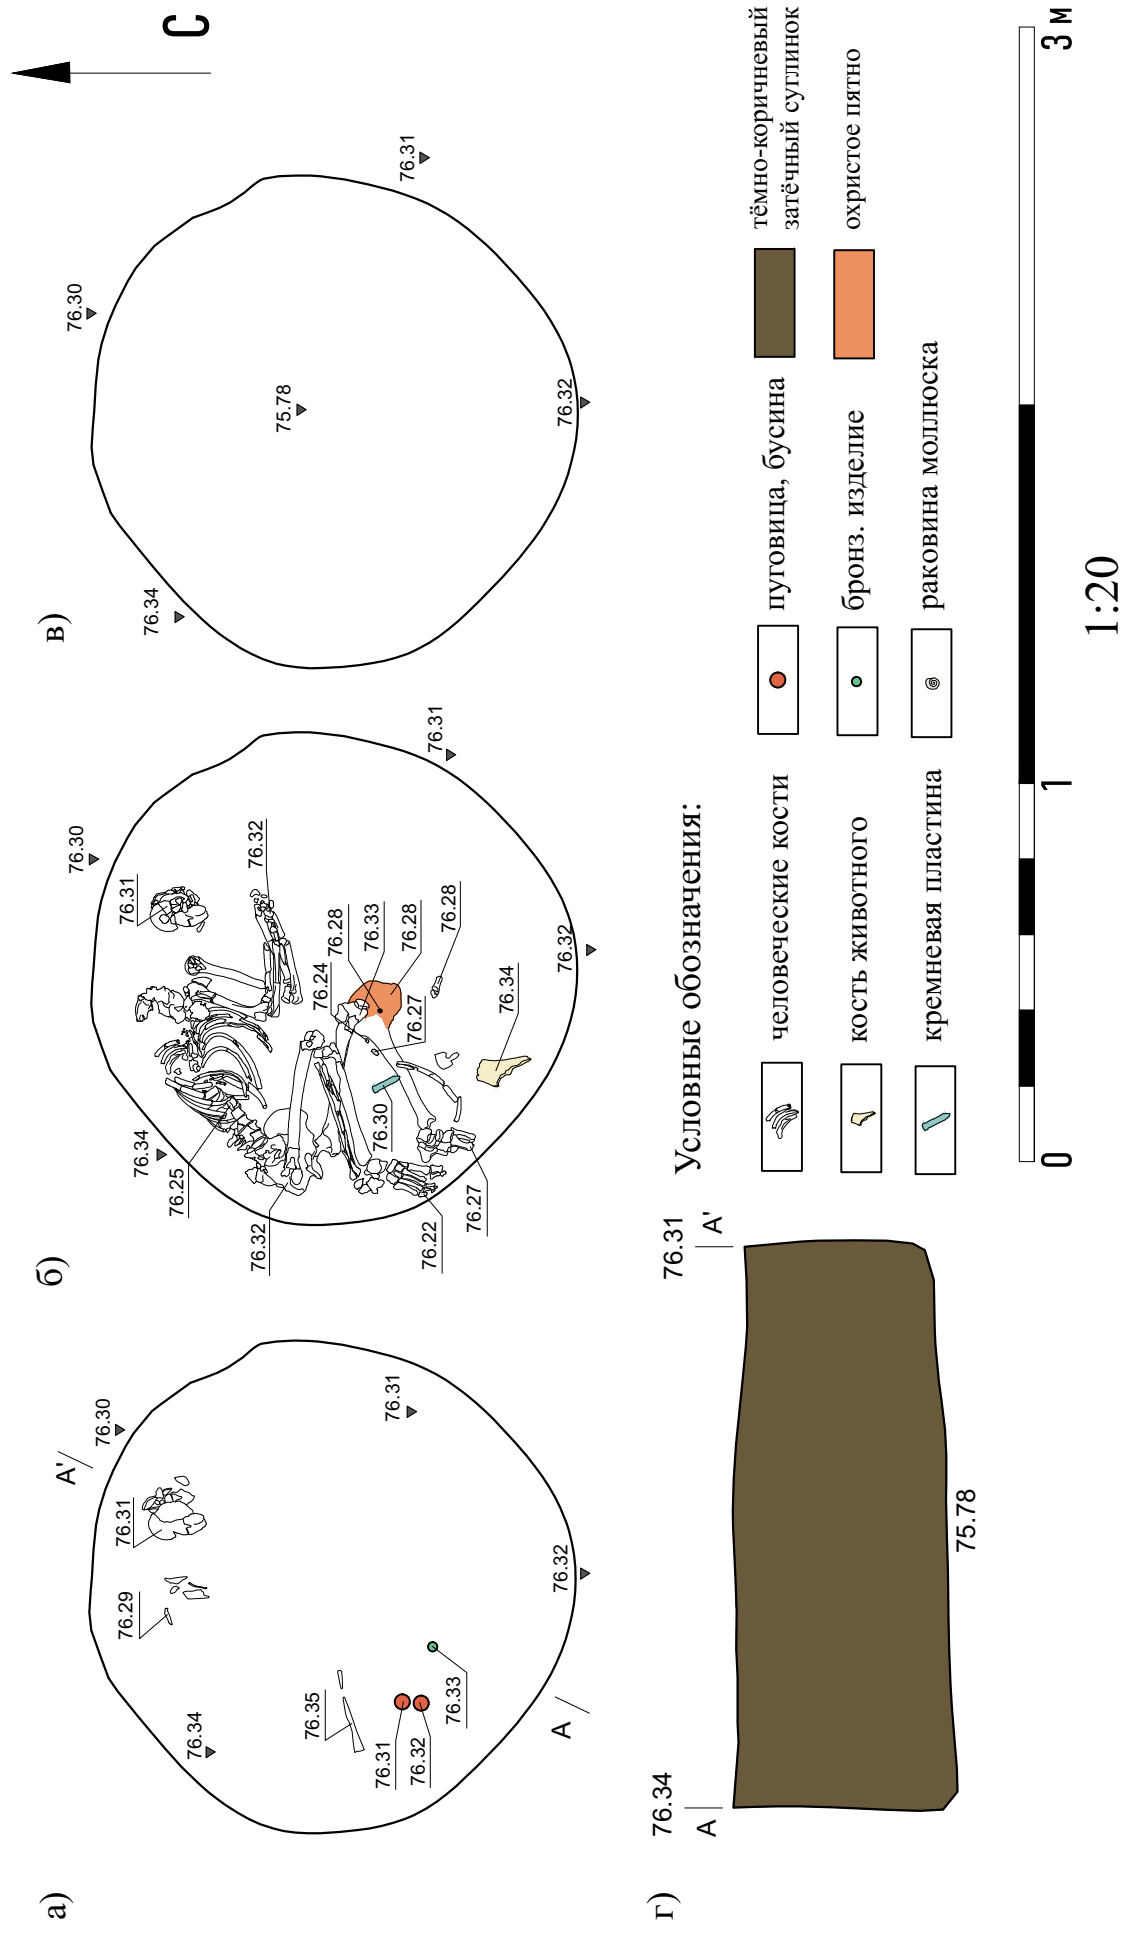 а)
А'
76.30
76.31
76.29
76.34
76.35
76.31
76.32
76.33
76.31
76.32
А
б)
76.30
76.31
76.32
76.34
76.25
76.32
76.24
76.28
76.33
76.28
76.28
76.27
76.30
76.34
76.22
76.27
76.31
76.32
в)
76.30
76.34
75.78
76.31
76.32
С
г)
76.34
А
76.31
А'
75.78
Условные обозначения:
человеческие кости
кость животного
кремневая пластина
пуговица, бусина
бронз. изделие
раковина моллюска
тёмно-коричневый
затёчный суглинок
охристое пятно
0
1
3 м
1:20